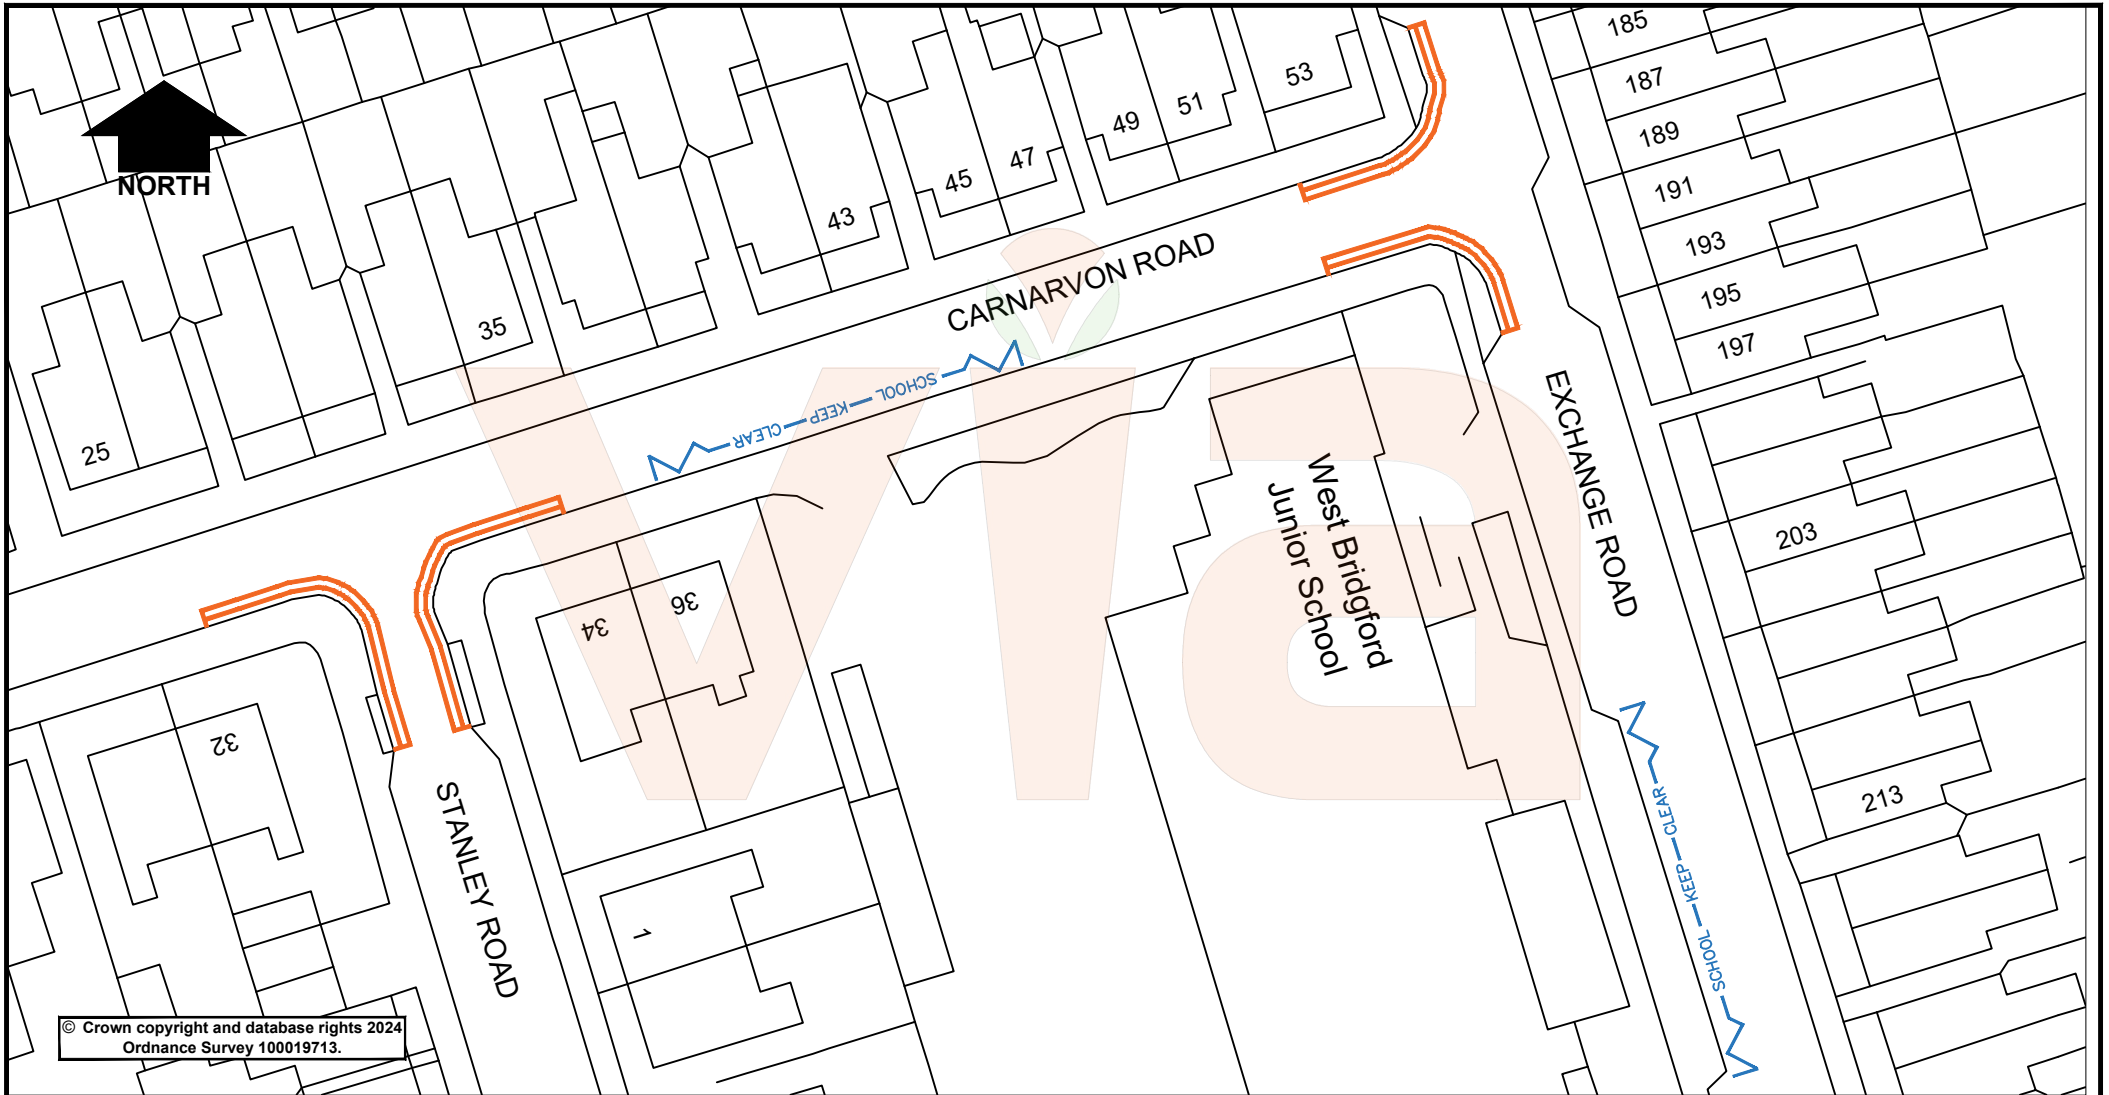 185
187
189
191
193
195
197
203
213
53
51
49
47
45
43
35
25
NORTH
CARNARVON ROAD
SCHOOL KEEP CLEAR
EXCHANGE ROAD
West Bridgford
Junior School
36
34
32
1
STANLEY ROAD
SCHOOL KEEP CLEAR
via
© Crown copyright and database rights 2024
Ordnance Survey 100019713.